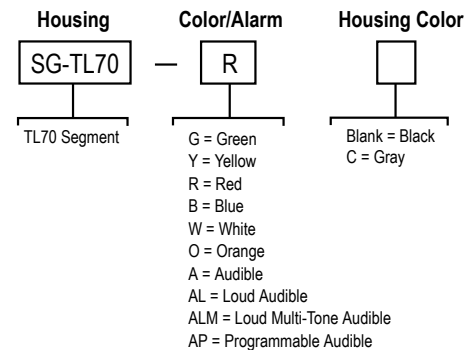 Housing Color/Alarm Housing Color
SG-TL70 — R
TL70 Segment
G = Green
Y = Yellow
R = Red
B = Blue
W = White
O = Orange
A = Audible
AL = Loud Audible
ALM = Loud Multi-Tone Audible
AP = Programmable Audible
Blank = Black
C = Gray